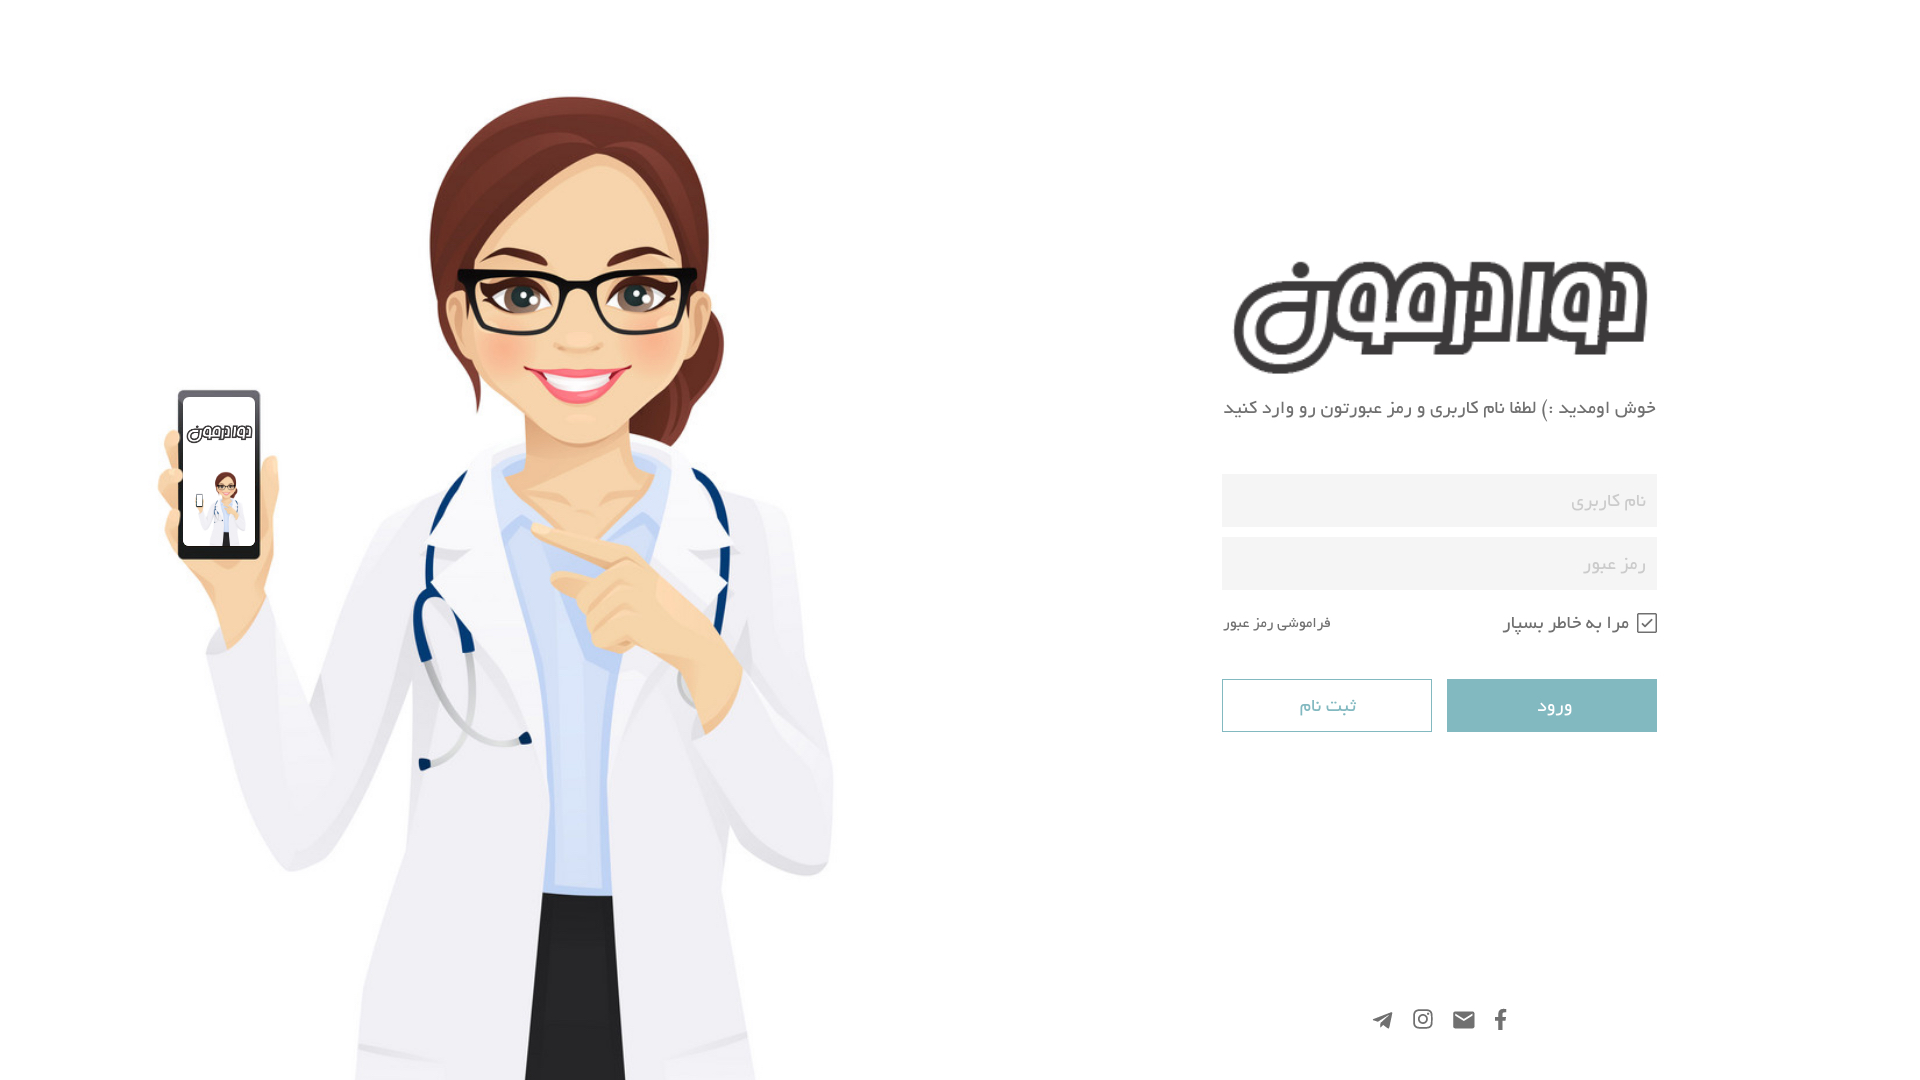 دوا درمون
خوش اومدید :) لطفا نام کاربری و رمز عبورتون رو وارد کنید
نام کاربری
رمز عبور
مرا به خاطر بسپار
فراموشی رمز عبور
ورود
ثبت نام
دوا درمون